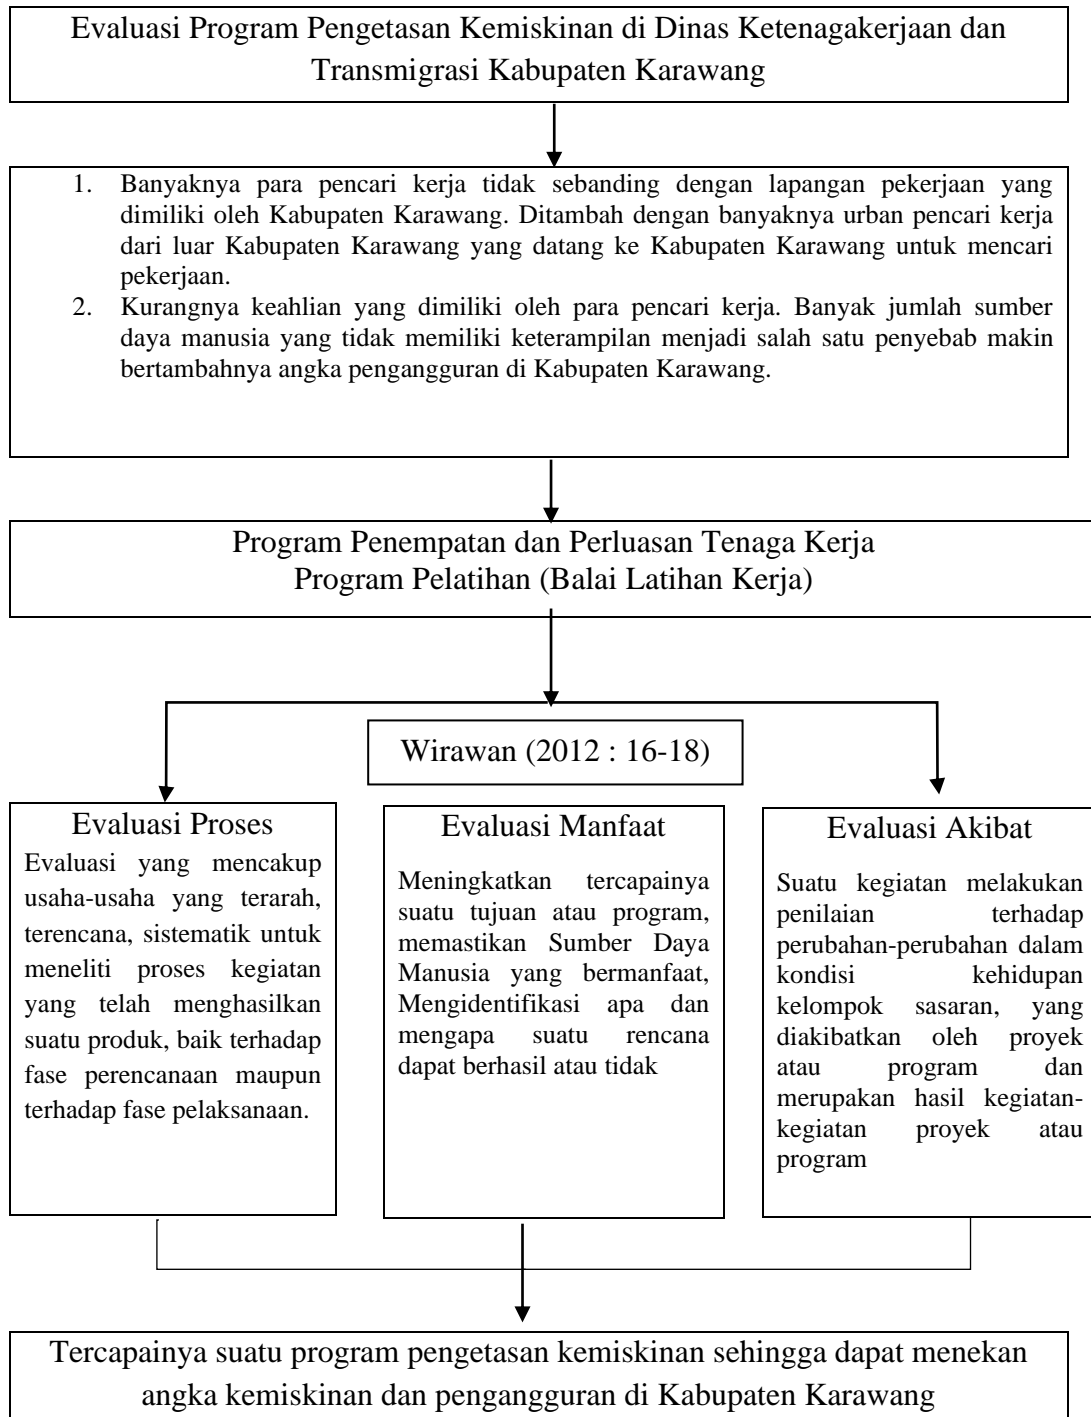 Evaluasi Program Pengetasan Kemiskinan di Dinas Ketenagakerjaan dan
Transmigrasi Kabupaten Karawang
1. Banyaknya para pencari kerja tidak sebanding dengan lapangan pekerjaan yang
dimiliki oleh Kabupaten Karawang. Ditambah dengan banyaknya urban pencari kerja
dari luar Kabupaten Karawang yang datang ke Kabupaten Karawang untuk mencari
pekerjaan.
2. Kurangnya keahlian yang dimiliki oleh para pencari kerja. Banyak jumlah sumber
daya manusia yang tidak memiliki keterampilan menjadi salah satu penyebab makin
bertambahnya angka pengangguran di Kabupaten Karawang.
Program Penempatan dan Perluasan Tenaga Kerja
Program Pelatihan (Balai Latihan Kerja)
Wirawan (2012 : 16-18)
Evaluasi Proses
Evaluasi yang mencakup
usaha-usaha yang terarah,
terencana, sistematik untuk
meneliti proses kegiatan
yang telah menghasilkan
suatu produk, baik terhadap
fase perencanaan maupun
terhadap fase pelaksanaan.
Evaluasi Manfaat
Meningkatkan tercapainya
suatu tujuan atau program,
memastikan Sumber Daya
Manusia yang bermanfaat,
Mengidentifikasi apa dan
mengapa suatu rencana
dapat berhasil atau tidak
Evaluasi Akibat
Suatu kegiatan melakukan
penilaian terhadap
perubahan-perubahan dalam
kondisi kehidupan
kelompok sasaran, yang
diakibatkan oleh proyek
atau program dan
merupakan hasil kegiatan-
kegiatan proyek atau
program
Tercapainya suatu program pengetasan kemiskinan sehingga dapat menekan
angka kemiskinan dan pengangguran di Kabupaten Karawang